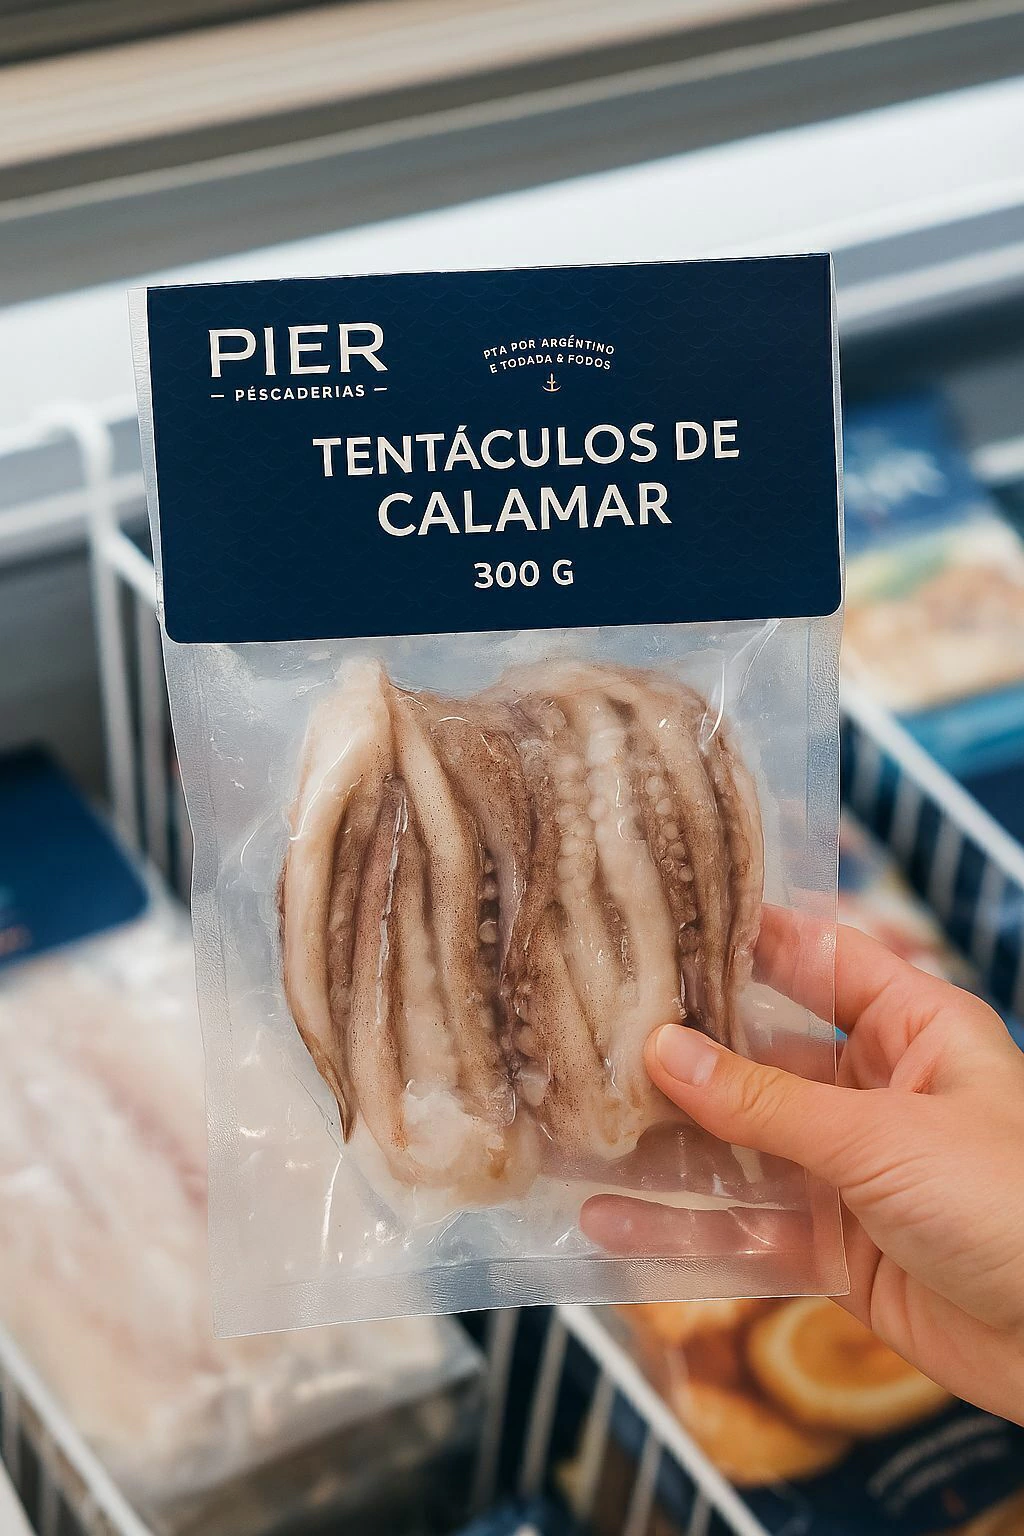 PIER
— PÉSCADERIAS —
PTA POR ARGÉNTINO
E TODADA & FODOS
TENTÁCULOS DE
CALAMAR
300 G